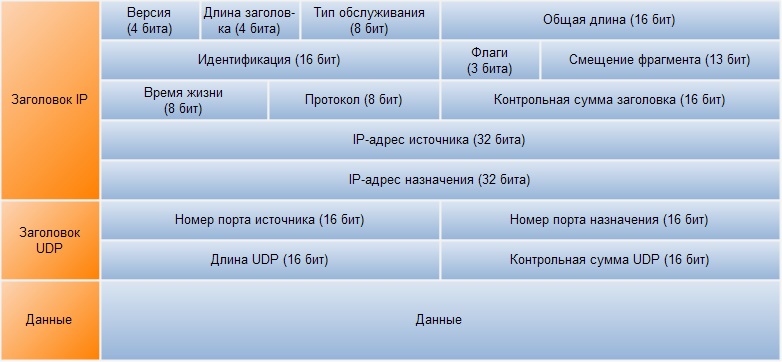 Заголовок IP
Версия
(4 бита)
Длина заголов-
ка (4 бита)
Тип обслуживания
(8 бит)
Общая длина (16 бит)
Идентификация (16 бит)
Флаги
(3 бита)
Смещение фрагмента (13 бит)
Время жизни
(8 бит)
Протокол (8 бит)
Контрольная сумма заголовка (16 бит)
IP-адрес источника (32 бита)
IP-адрес назначения (32 бита)
Заголовок
UDP
Номер порта источника (16 бит)
Номер порта назначения (16 бит)
Длина UDP (16 бит)
Контрольная сумма UDP (16 бит)
Данные
Данные